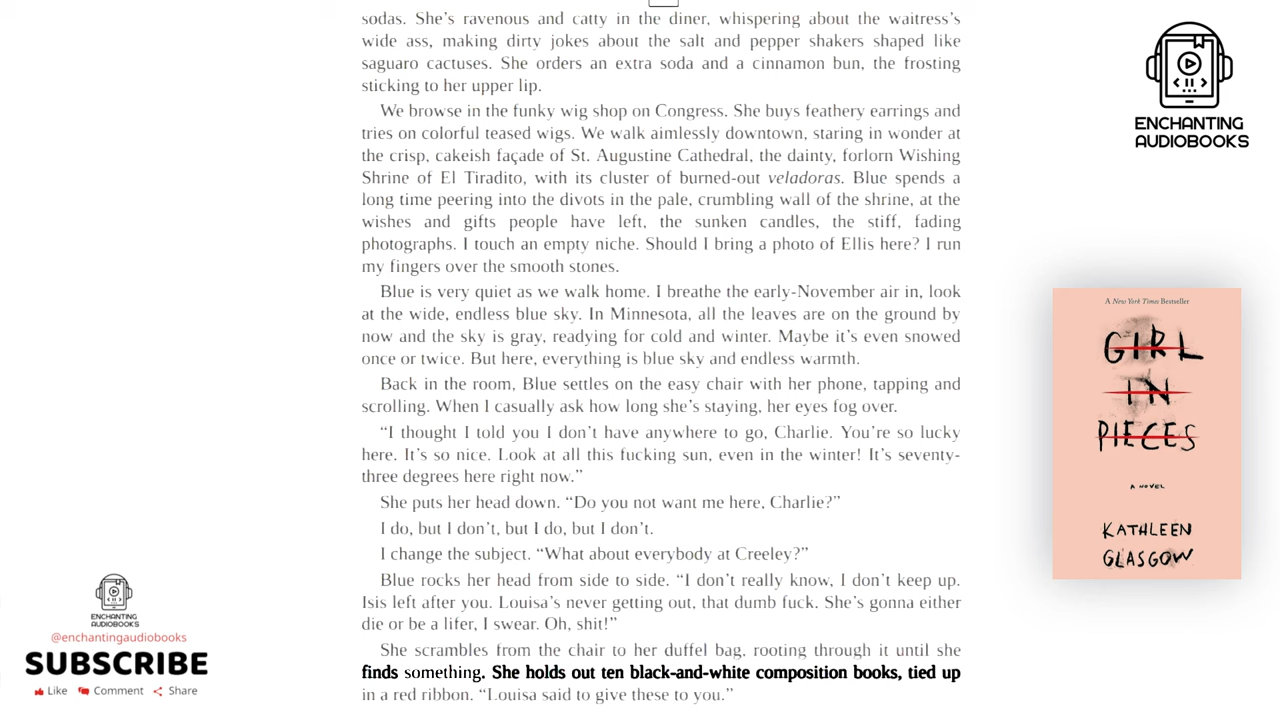 sodas. She’s ravenous and catty in the diner, whispering about the waitress’s
wide ass, making dirty jokes about the salt and pepper shakers shaped like
saguaro cactuses. She orders an extra soda and a cinnamon bun, the frosting
sticking to her upper lip.
We browse in the funky wig shop on Congress. She buys feathery earrings and
tries on colorful teased wigs. We walk aimlessly downtown, staring in wonder at
the crisp, cakeish façade of St. Augustine Cathedral, the dainty, forlorn Wishing
Shrine of El Tiradito, with its cluster of burned-out veladoras. Blue spends a
long time peering into the divots in the pale, crumbling wall of the shrine, at the
wishes and gifts people have left, the sunken candles, the stiff, fading
photographs. I touch an empty niche. Should I bring a photo of Ellis here? I run
my fingers over the smooth stones.
Blue is very quiet as we walk home. I breathe the early-November air in, look
at the wide, endless blue sky. In Minnesota, all the leaves are on the ground by
now and the sky is gray, readying for cold and winter. Maybe it’s even snowed
once or twice. But here, everything is blue sky and endless warmth.
Back in the room, Blue settles on the easy chair with her phone, tapping and
scrolling. When I casually ask how long she’s staying, her eyes fog over.
“I thought I told you I don’t have anywhere to go, Charlie. You’re so lucky
here. It’s so nice. Look at all this fucking sun, even in the winter! It’s seventy-
three degrees here right now.”
She puts her head down. “Do you not want me here, Charlie?”
I do, but I don’t, but I do, but I don’t.
I change the subject. “What about everybody at Creeley?”
Blue rocks her head from side to side. “I don’t really know, I don’t keep up.
Isis left after you. Louisa’s never getting out, that dumb fuck. She’s gonna either
die or be a lifer, I swear. Oh, shit!”
She scrambles from the chair to her duffel bag, rooting through it until she
finds something. She holds out ten black-and-white composition books, tied up
in a red ribbon. “Louisa said to give these to you.”
ENCHANTING
AUDIOBOOKS
A New York Times Bestseller
GIRL
IN
PIECES
A NOVEL
KATHLEEN
GLASGOW
ENCHANTING
AUDIOBOOKS
@enchantingaudiobooks
SUBSCRIBE
Like Comment Share